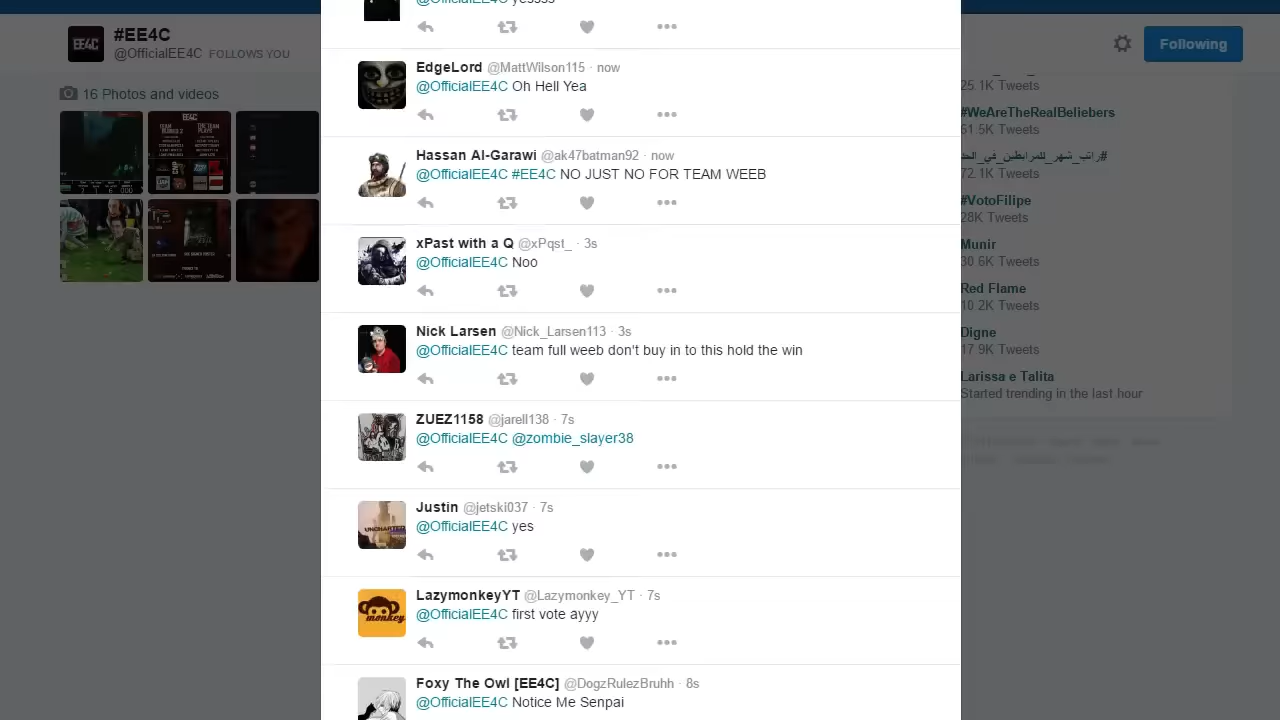 @OfficialEE4C yessss
#EE4C
@OfficialEE4C FOLLOWS YOU
Following
16 Photos and videos
EdgeLord @MattWilson115 · now
@OfficialEE4C Oh Hell Yea
Hassan Al-Garawi @ak47batman92 · now
@OfficialEE4C #EE4C NO JUST NO FOR TEAM WEEB
xPast with a Q @xPqst_ · 3s
@OfficialEE4C Noo
Nick Larsen @Nick_Larsen113 · 3s
@OfficialEE4C team full weeb don't buy in to this hold the win
ZUEZ1158 @jarell138 · 7s
@OfficialEE4C @zombie_slayer38
Justin @jetski037 · 7s
@OfficialEE4C yes
UNCHARTED
LazymonkeyYT @Lazymonkey_YT · 7s
@OfficialEE4C first vote ayyy
monkey
Foxy The Owl [EE4C] @DogzRulezBruhh · 8s
@OfficialEE4C Notice Me Senpai
25.1K Tweets
#WeAreTheRealBeliebers
61.5K Tweets
#راتب_شهر_للمرابطين_في_الحد
72.1K Tweets
#VotoFilipe
28K Tweets
Munir
30.6K Tweets
Red Flame
10.2K Tweets
Digne
17.9K Tweets
Larissa e Talita
Started trending in the last hour